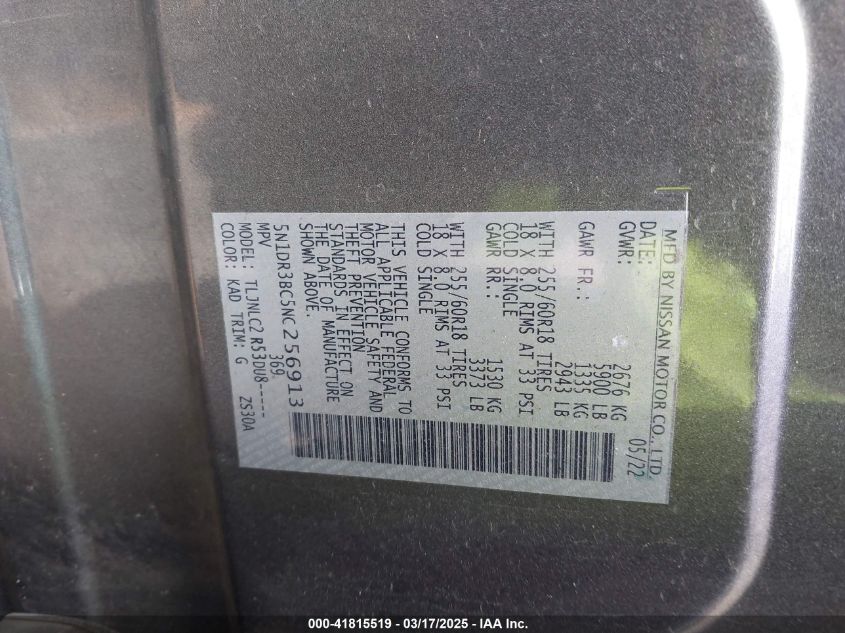 MFD BY NISSAN MOTOR CO., LTD.
DATE: 05/22
GVWR: 2676 KG
5900 LB
GAWR FR.: 1335 KG
2943 LB
WITH 255/60R18 TIRES
18 X 8.0 RIMS AT 33 PSI
COLD SINGLE
GAWR RR.: 1530 KG
3373 LB
WITH 255/60R18 TIRES
18 X 8.0 RIMS AT 33 PSI
COLD SINGLE
THIS VEHICLE CONFORMS TO
ALL APPLICABLE FEDERAL
MOTOR VEHICLE SAFETY AND
THEFT PREVENTION
STANDARDS IN EFFECT ON
THE DATE OF MANUFACTURE
SHOWN ABOVE.
5N1DR3BC5NC256913
MPV 369
MODEL: TLJNLC2 R53DU8-----
COLOR: KAD TRIM: G ZS30A
000-41815519 - 03/17/2025 - IAA Inc.